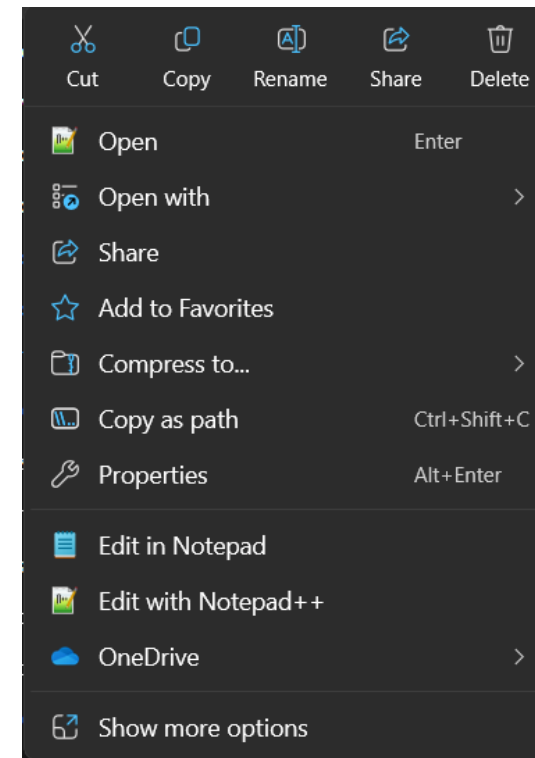 Cut Copy Rename Share Delete
Open Enter
Open with
Share
Add to Favorites
Compress to...
Copy as path Ctrl+Shift+C
Properties Alt+Enter
Edit in Notepad
Edit with Notepad++
OneDrive
Show more options